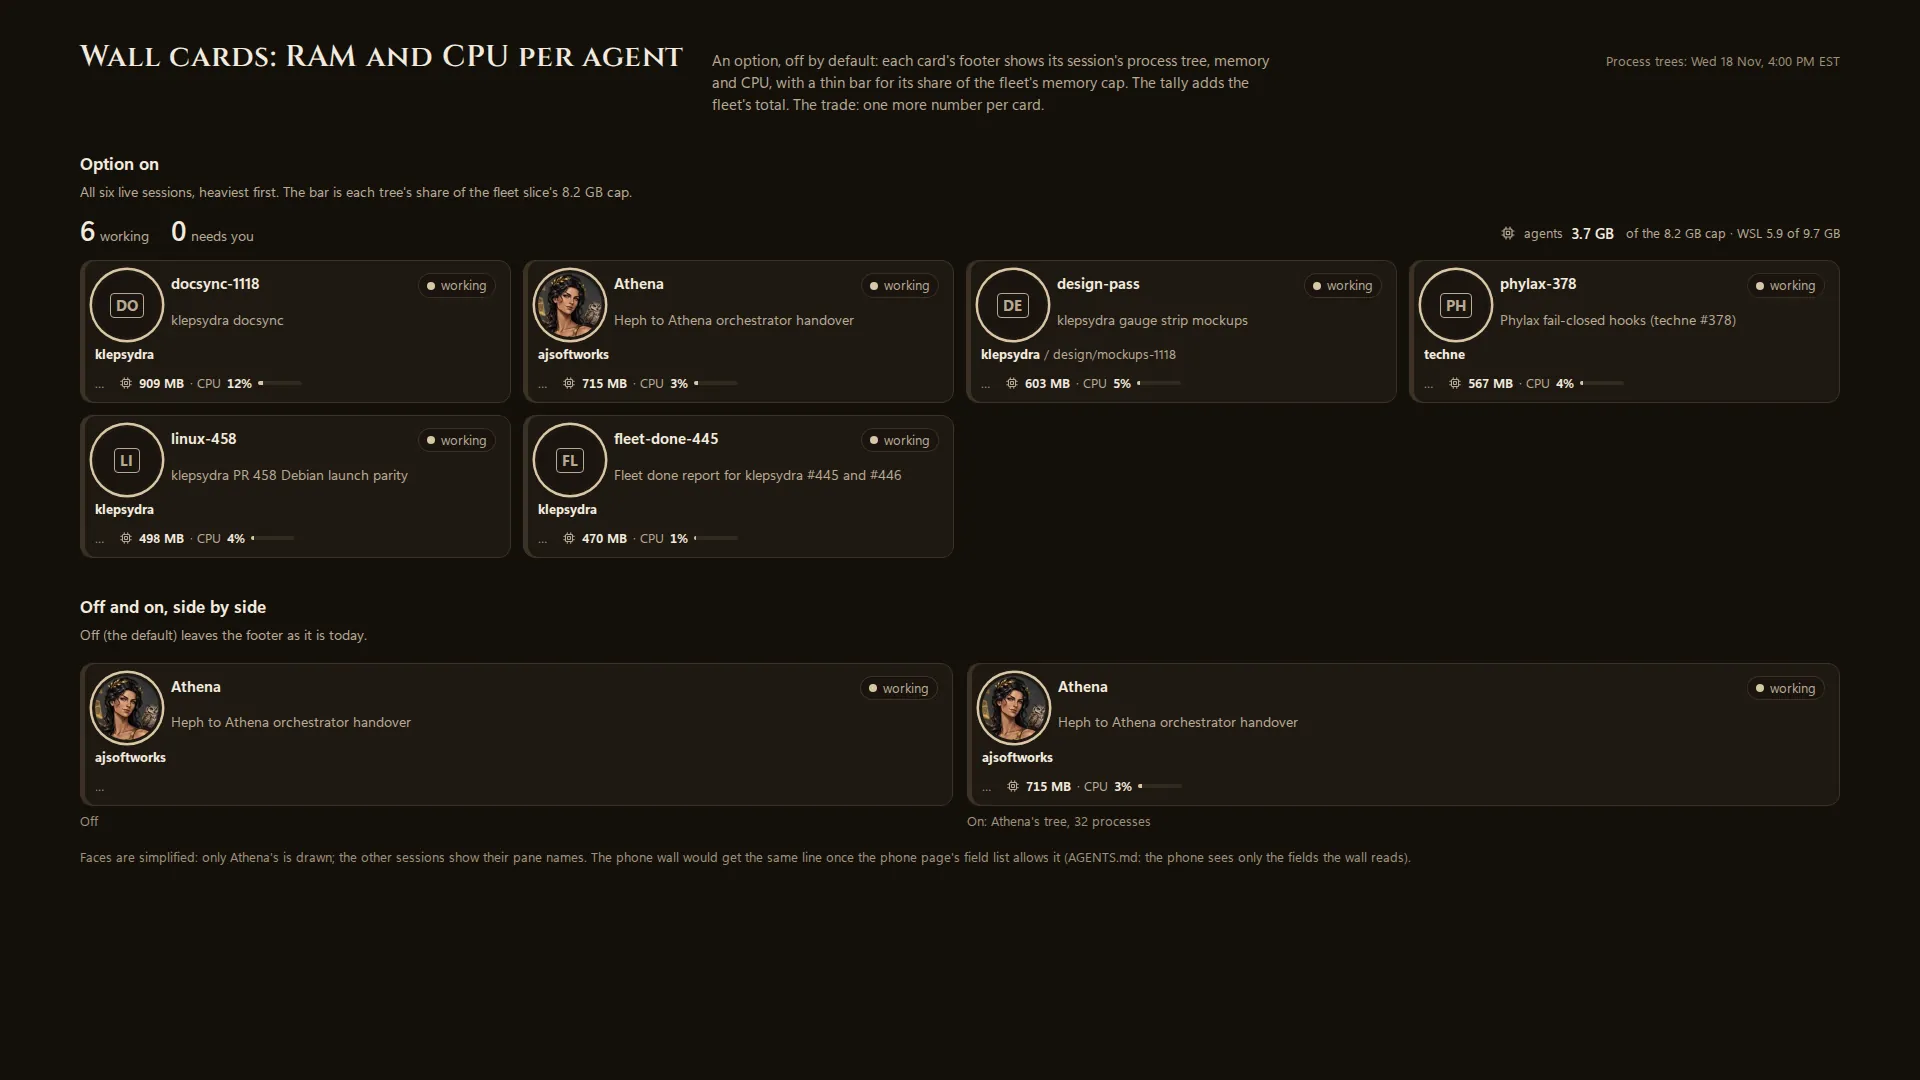 Wall cards: RAM and CPU per agent
An option, off by default: each card's footer shows its session's process tree, memory
and CPU, with a thin bar for its share of the fleet's memory cap. The tally adds the
fleet's total. The trade: one more number per card.
Process trees: Wed 18 Nov, 4:00 PM EST
Option on
All six live sessions, heaviest first. The bar is each tree's share of the fleet slice's 8.2 GB cap.
6 working 0 needs you
agents 3.7 GB of the 8.2 GB cap · WSL 5.9 of 9.7 GB
DO
docsync-1118
working
klepsydra docsync
klepsydra
... 909 MB · CPU 12%
Athena
working
Heph to Athena orchestrator handover
ajsoftworks
... 715 MB · CPU 3%
DE
design-pass
working
klepsydra gauge strip mockups
klepsydra / design/mockups-1118
... 603 MB · CPU 5%
PH
phylax-378
working
Phylax fail-closed hooks (techne #378)
techne
... 567 MB · CPU 4%
LI
linux-458
working
klepsydra PR 458 Debian launch parity
klepsydra
... 498 MB · CPU 4%
FL
fleet-done-445
working
Fleet done report for klepsydra #445 and #446
klepsydra
... 470 MB · CPU 1%
Off and on, side by side
Off (the default) leaves the footer as it is today.
Athena
working
Heph to Athena orchestrator handover
ajsoftworks
...
Off
Athena
working
Heph to Athena orchestrator handover
ajsoftworks
... 715 MB · CPU 3%
On: Athena's tree, 32 processes
Faces are simplified: only Athena's is drawn; the other sessions show their pane names. The phone wall would get the same line once the phone page's field list allows it (AGENTS.md: the phone sees only the fields the wall reads).